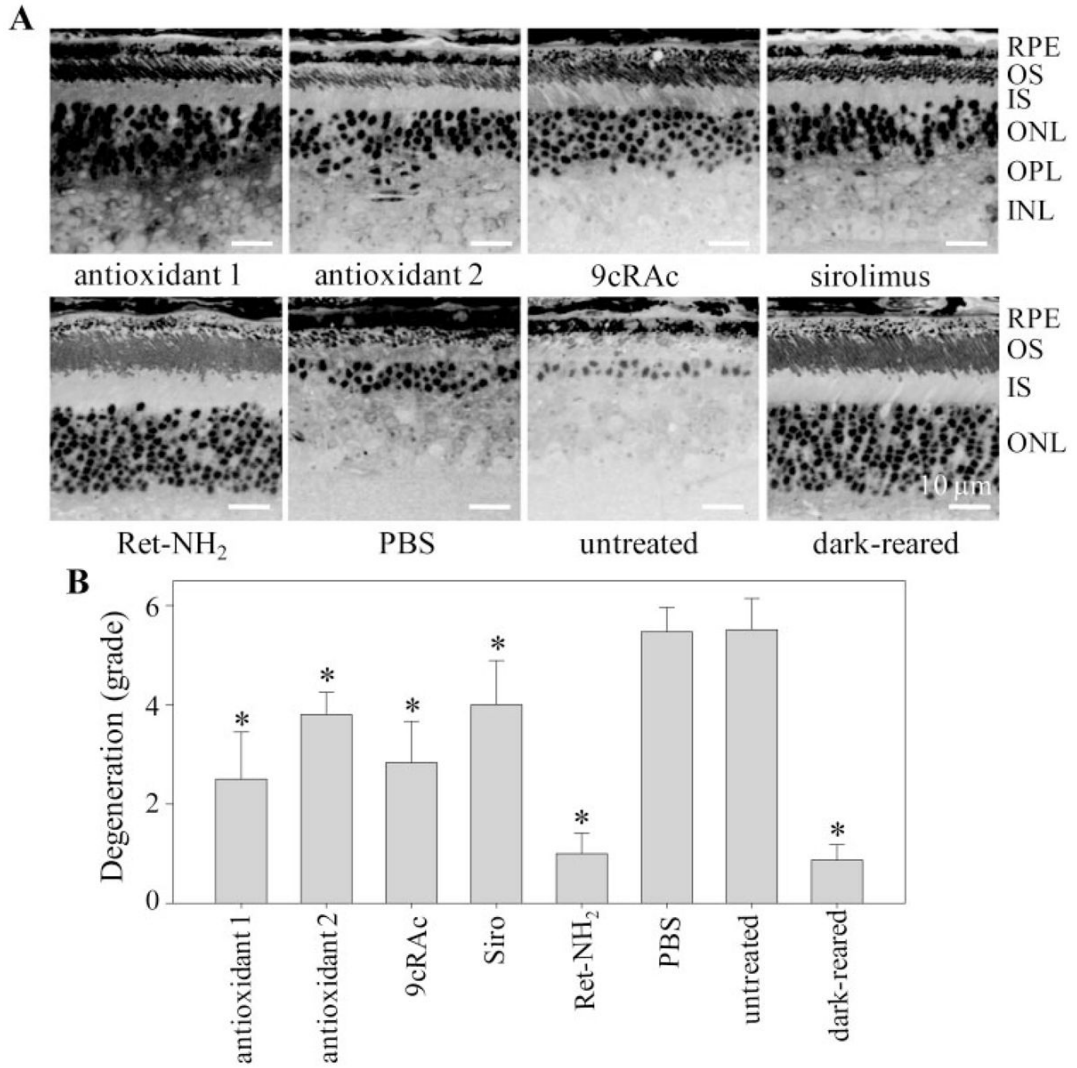 A
RPE
OS
IS
ONL
OPL
INL
antioxidant 1 antioxidant 2 9cRAc sirolimus
RPE
OS
IS
ONL
10 μm
Ret-NH₂ PBS untreated dark-reared
B
Degeneration (grade)
6
4
2
0
* * * * * *
antioxidant 1
antioxidant 2
9cRAc
Siro
Ret-NH₂
PBS
untreated
dark-reared